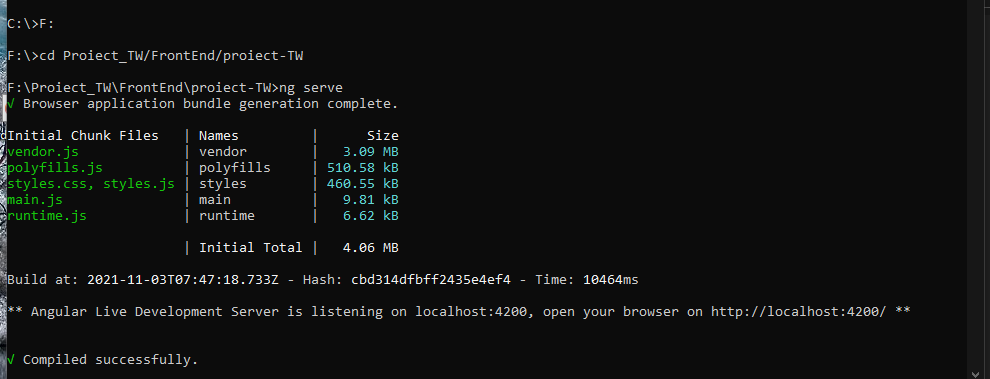 C:\>F:
F:\>cd Proiect_TW/FrontEnd/proiect-TW
F:\Proiect_TW\FrontEnd\proiect-TW>ng serve
√ Browser application bundle generation complete.
Initial Chunk Files | Names | Size
vendor.js | vendor | 3.09 MB
polyfills.js | polyfills | 510.58 kB
styles.css, styles.js | styles | 460.55 kB
main.js | main | 9.81 kB
runtime.js | runtime | 6.62 kB
| Initial Total | 4.06 MB
Build at: 2021-11-03T07:47:18.733Z - Hash: cbd314dfbff2435e4ef4 - Time: 10464ms
** Angular Live Development Server is listening on localhost:4200, open your browser on http://localhost:4200/ **
√ Compiled successfully.